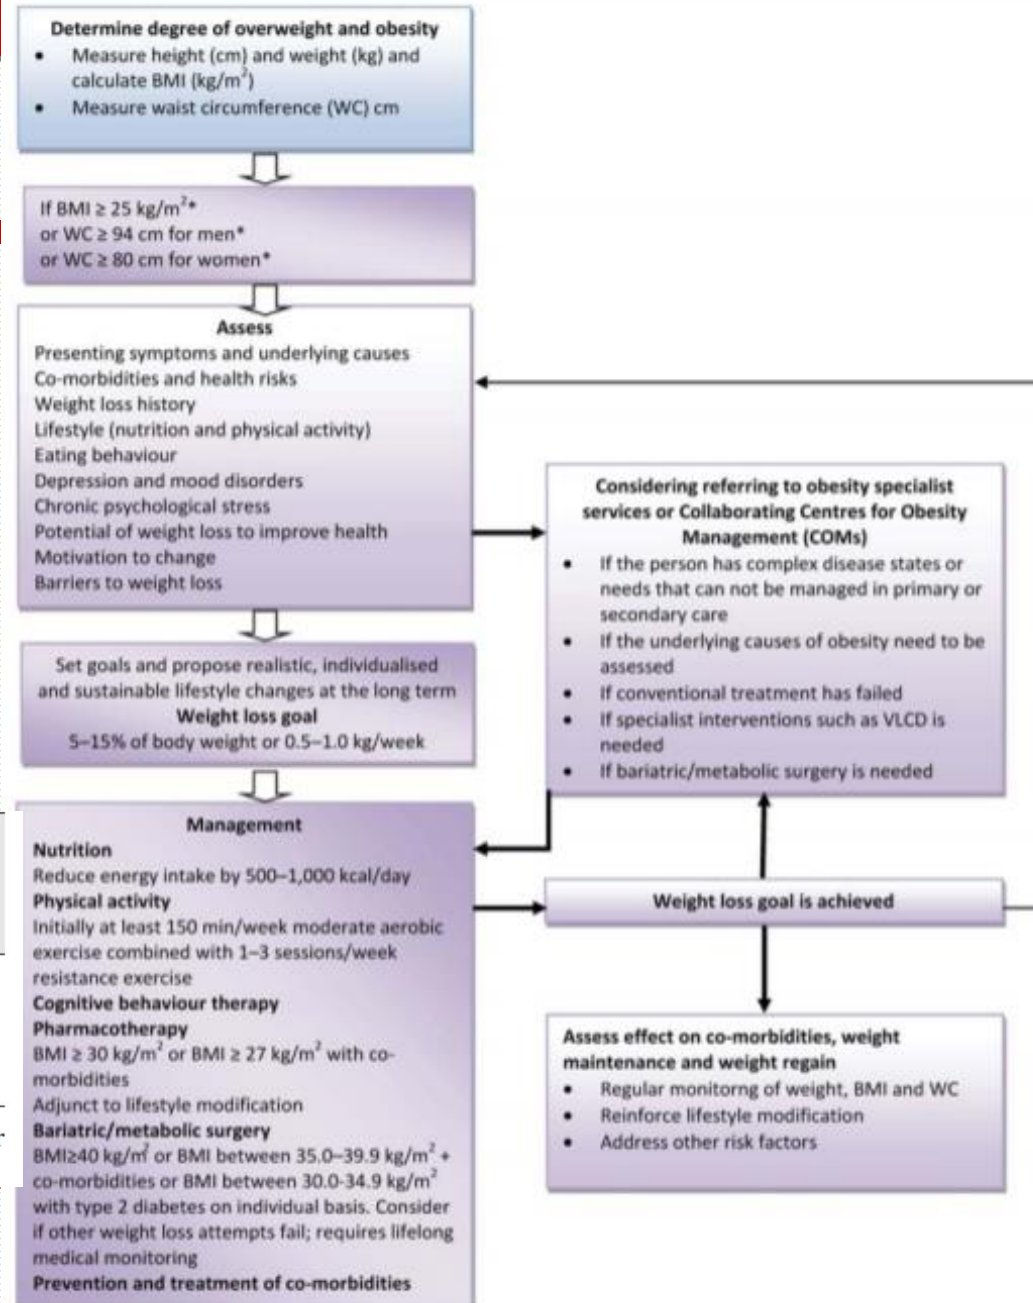 Determine degree of overweight and obesity
• Measure height (cm) and weight (kg) and
calculate BMI (kg/m²)
• Measure waist circumference (WC) cm
If BMI ≥ 25 kg/m²*
or WC ≥ 94 cm for men*
or WC ≥ 80 cm for women*
Assess
Presenting symptoms and underlying causes
Co-morbidities and health risks
Weight loss history
Lifestyle (nutrition and physical activity)
Eating behaviour
Depression and mood disorders
Chronic psychological stress
Potential of weight loss to improve health
Motivation to change
Barriers to weight loss
Considering referring to obesity specialist
services or Collaborating Centres for Obesity
Management (COMs)
• If the person has complex disease states or
needs that can not be managed in primary or
secondary care
• If the underlying causes of obesity need to be
assessed
• If conventional treatment has failed
• If specialist interventions such as VLCD is
needed
• If bariatric/metabolic surgery is needed
Set goals and propose realistic, individualised
and sustainable lifestyle changes at the long term
Weight loss goal
5–15% of body weight or 0.5–1.0 kg/week
Management
Nutrition
Reduce energy intake by 500–1,000 kcal/day
Physical activity
Initially at least 150 min/week moderate aerobic
exercise combined with 1–3 sessions/week
resistance exercise
Cognitive behaviour therapy
Pharmacotherapy
BMI ≥ 30 kg/m² or BMI ≥ 27 kg/m² with co-
morbidities
Adjunct to lifestyle modification
Bariatric/metabolic surgery
BMI≥40 kg/m² or BMI between 35.0–39.9 kg/m² +
co-morbidities or BMI between 30.0-34.9 kg/m²
with type 2 diabetes on individual basis. Consider
if other weight loss attempts fail; requires lifelong
medical monitoring
Prevention and treatment of co-morbidities
Weight loss goal is achieved
Assess effect on co-morbidities, weight
maintenance and weight regain
• Regular monitorng of weight, BMI and WC
• Reinforce lifestyle modification
• Address other risk factors